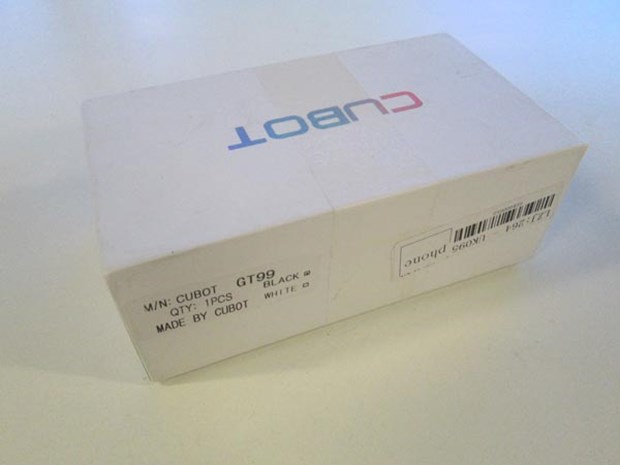 CUBOT
M/N: CUBOT GT99
QTY: 1PCS BLACK
MADE BY CUBOT WHITE
UK095 phone